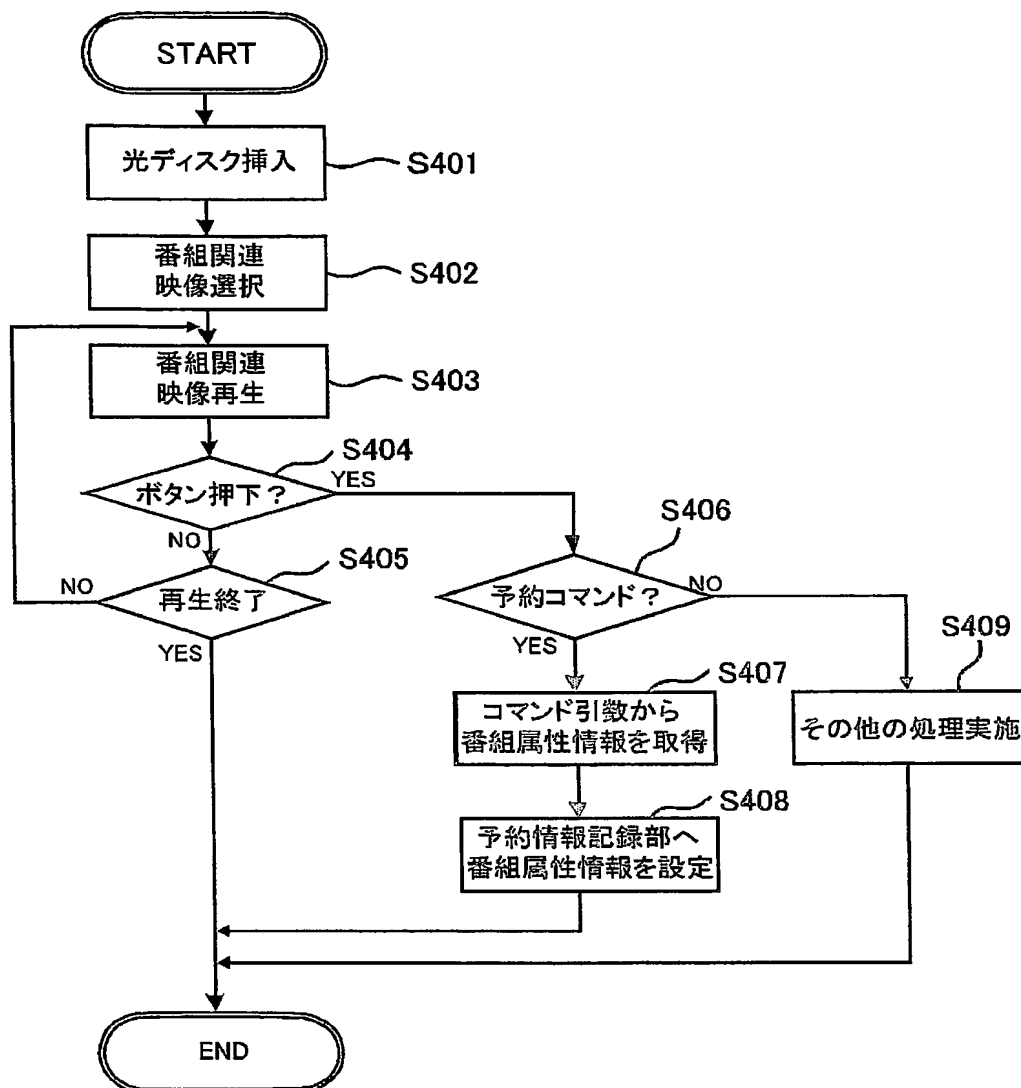 START
光ディスク挿入
S401
番組関連
映像選択
S402
番組関連
映像再生
S403
ボタン押下?
S404
YES
NO
再生終了
S405
NO
YES
予約コマンド?
S406
NO
YES
コマンド引数から
番組属性情報を取得
S407
予約情報記録部へ
番組属性情報を設定
S408
その他の処理実施
S409
END